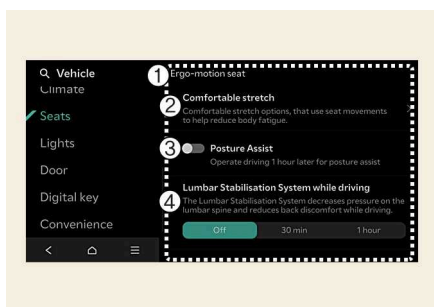 Vehicle
Climate
Seats
Lights
Door
Digital key
Convenience
1
Ergo-motion seat
2
Comfortable stretch
Comfortable stretch options, that use seat movements
to help reduce body fatigue.
3
Posture Assist
Operate driving 1 hour later for posture assist
4
Lumbar Stabilisation System while driving
The Lumbar Stabilisation System decreases pressure on the
lumbar spine and reduces back discomfort while driving.
Off 30 min 1 hour